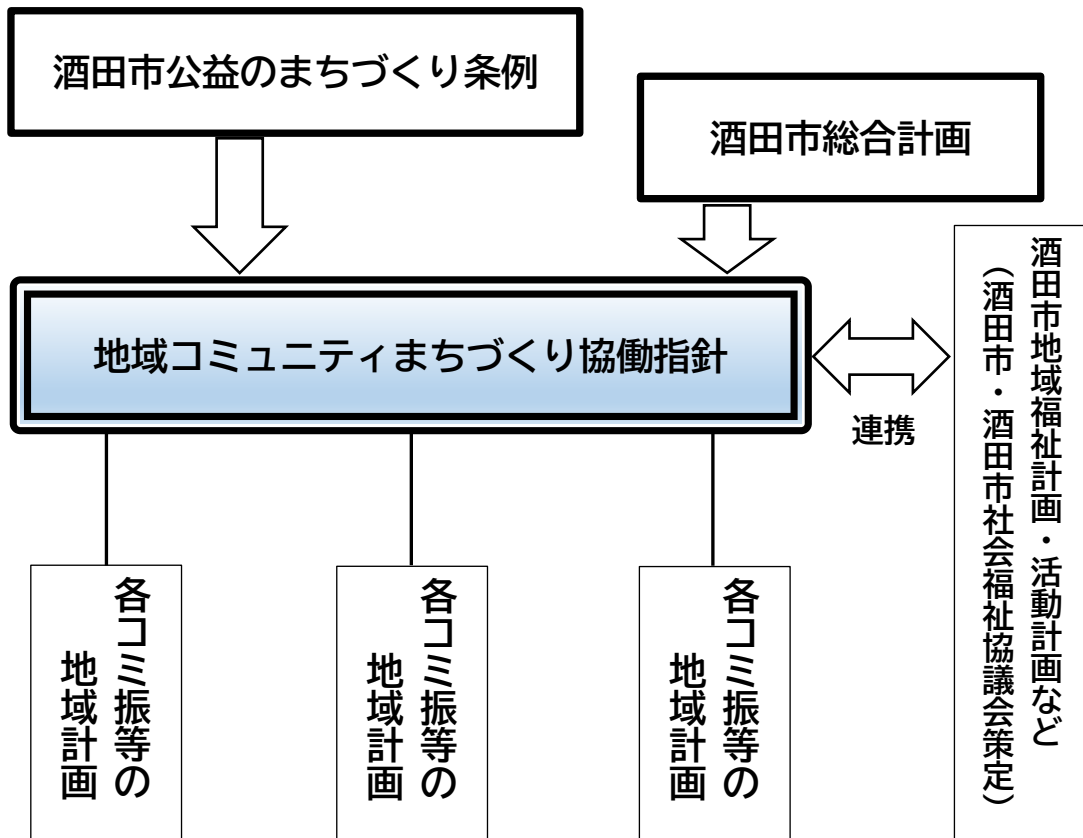 酒田市公益のまちづくり条例
酒田市総合計画
地域コミュニティまちづくり協働指針
連携
酒田市地域福祉計画・活動計画など
（酒田市・酒田市社会福祉協議会策定）
各コミ振等の
地域計画
各コミ振等の
地域計画
各コミ振等の
地域計画